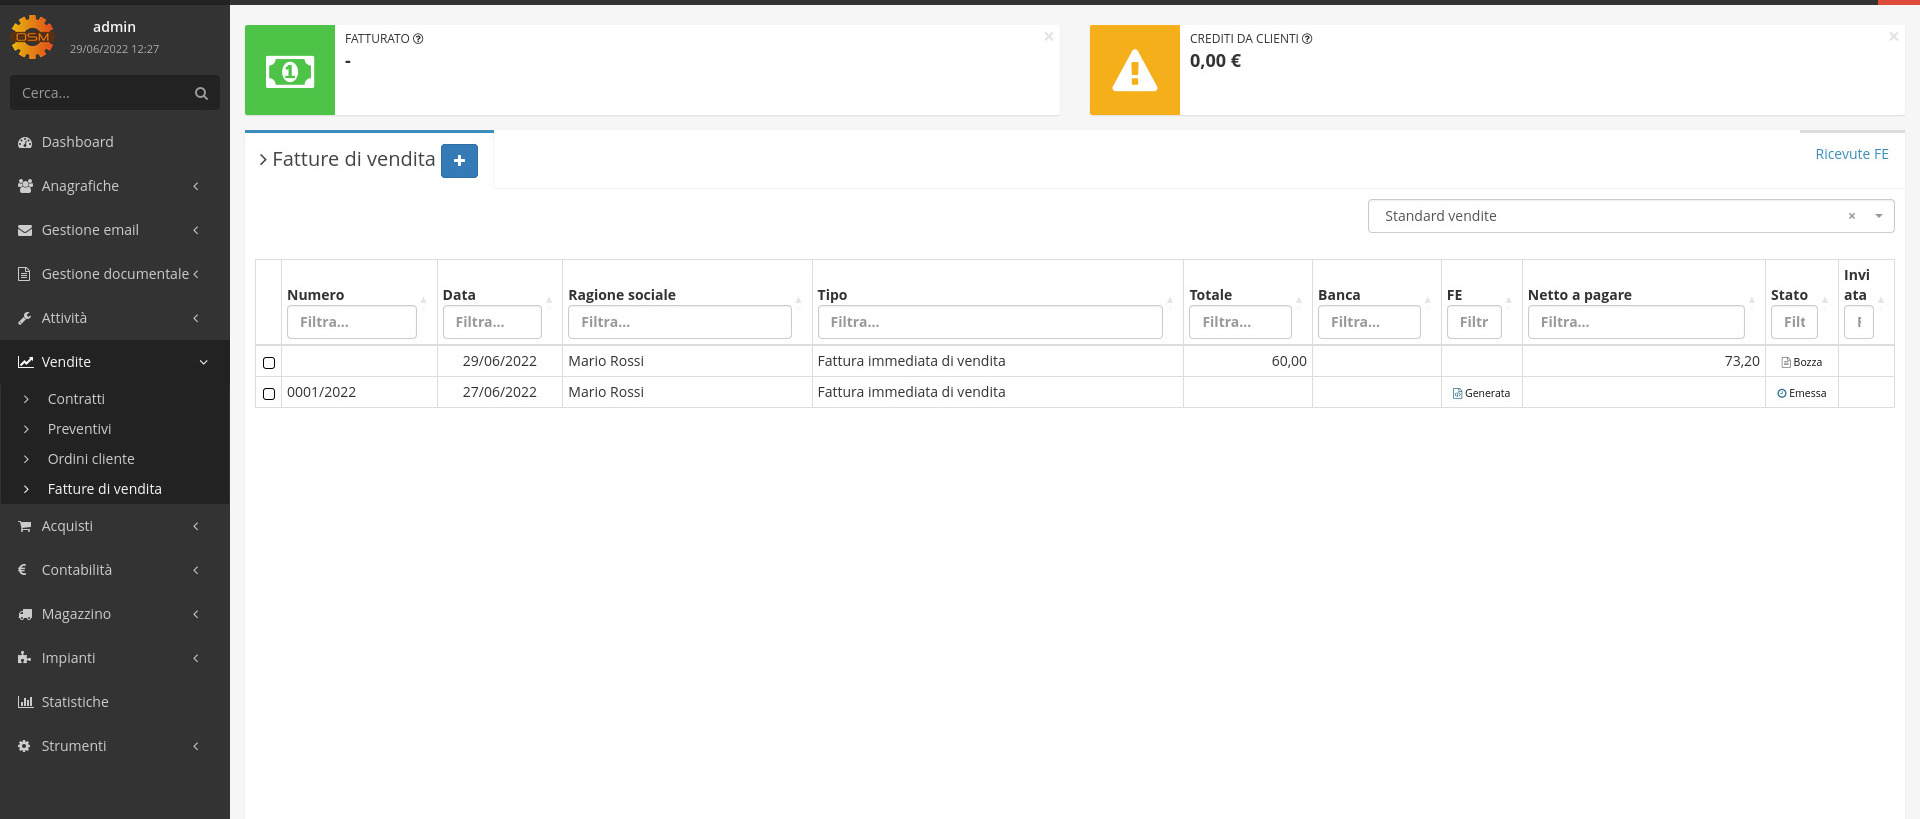 OSM
admin
29/06/2022 12:27
Cerca...
Dashboard
Anagrafiche
Gestione email
Gestione documentale
Attività
Vendite
Contratti
Preventivi
Ordini cliente
Fatture di vendita
Acquisti
Contabilità
Magazzino
Impianti
Statistiche
Strumenti
FATTURATO
-
CREDITI DA CLIENTI
0,00 €
Fatture di vendita
Ricevute FE
Standard vendite
Numero Data Ragione sociale Tipo Totale Banca FE Netto a pagare Stato Inviata
Filtra... Filtra... Filtra... Filtra... Filtra... Filtra... Filtr Filtra... Filt F
29/06/2022 Mario Rossi Fattura immediata di vendita 60,00 73,20 Bozza
0001/2022 27/06/2022 Mario Rossi Fattura immediata di vendita Generata Emessa